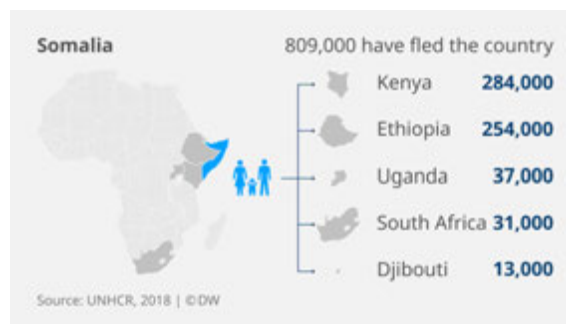 Somalia
809,000 have fled the country
Kenya 284,000
Ethiopia 254,000
Uganda 37,000
South Africa 31,000
Djibouti 13,000
Source: UNHCR, 2018 | ©DW